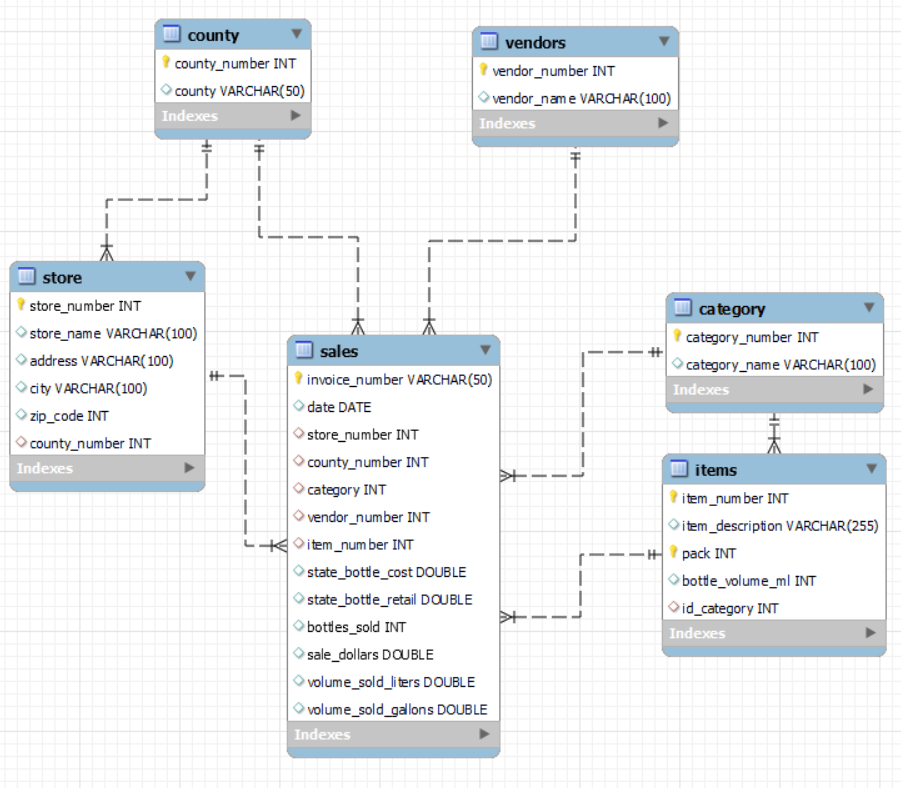 county
county_number INT
county VARCHAR(50)
Indexes
vendors
vendor_number INT
vendor_name VARCHAR(100)
Indexes
store
store_number INT
store_name VARCHAR(100)
address VARCHAR(100)
city VARCHAR(100)
zip_code INT
county_number INT
Indexes
sales
invoice_number VARCHAR(50)
date DATE
store_number INT
county_number INT
category INT
vendor_number INT
item_number INT
state_bottle_cost DOUBLE
state_bottle_retail DOUBLE
bottles_sold INT
sale_dollars DOUBLE
volume_sold_liters DOUBLE
volume_sold_gallons DOUBLE
Indexes
category
category_number INT
category_name VARCHAR(100)
Indexes
items
item_number INT
item_description VARCHAR(255)
pack INT
bottle_volume_ml INT
id_category INT
Indexes